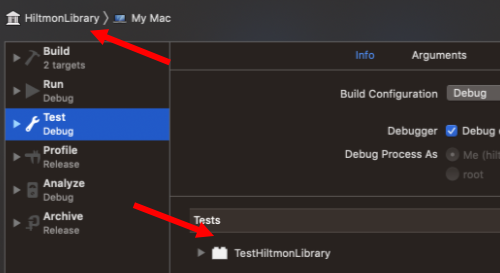 HiltmonLibrary 〉 My Mac
Build
2 targets
Run
Debug
Test
Debug
Profile
Release
Analyze
Debug
Archive
Release
Info Arguments
Build Configuration Debug
Debugger Debug
Debug Process As Me (hil
root
Tests
TestHiltmonLibrary